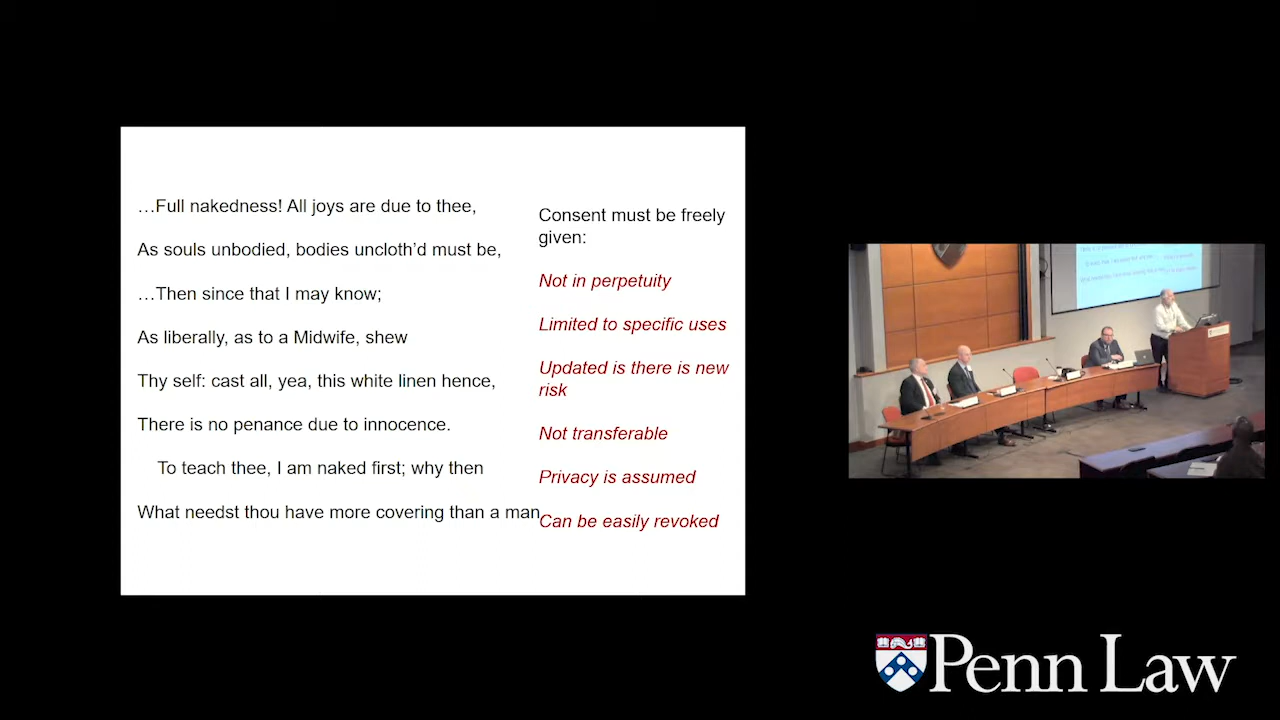 …Full nakedness! All joys are due to thee,
As souls unbodied, bodies uncloth’d must be,
…Then since that I may know;
As liberally, as to a Midwife, shew
Thy self: cast all, yea, this white linen hence,
There is no penance due to innocence.
To teach thee, I am naked first; why then
What needst thou have more covering than a man
Consent must be freely
given:
Not in perpetuity
Limited to specific uses
Updated is there is new
risk
Not transferable
Privacy is assumed
Can be easily revoked
Penn Law